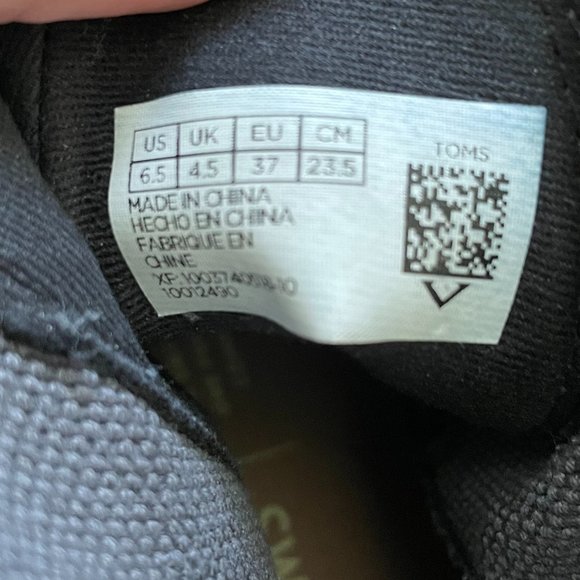 US UK EU CM
6.5 4.5 37 23.5
TOMS
MADE IN CHINA
HECHO EN CHINA
FABRIQUE EN
CHINE
10012490